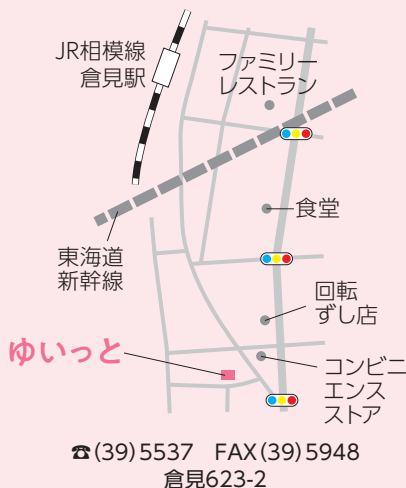 JR相模線
倉見駅
ファミリー
レストラン
食堂
東海道
新幹線
回転
ずし店
ゆいっと
コンビニ
エンス
ストア
☎(39)5537 FAX(39)5948
倉見623-2